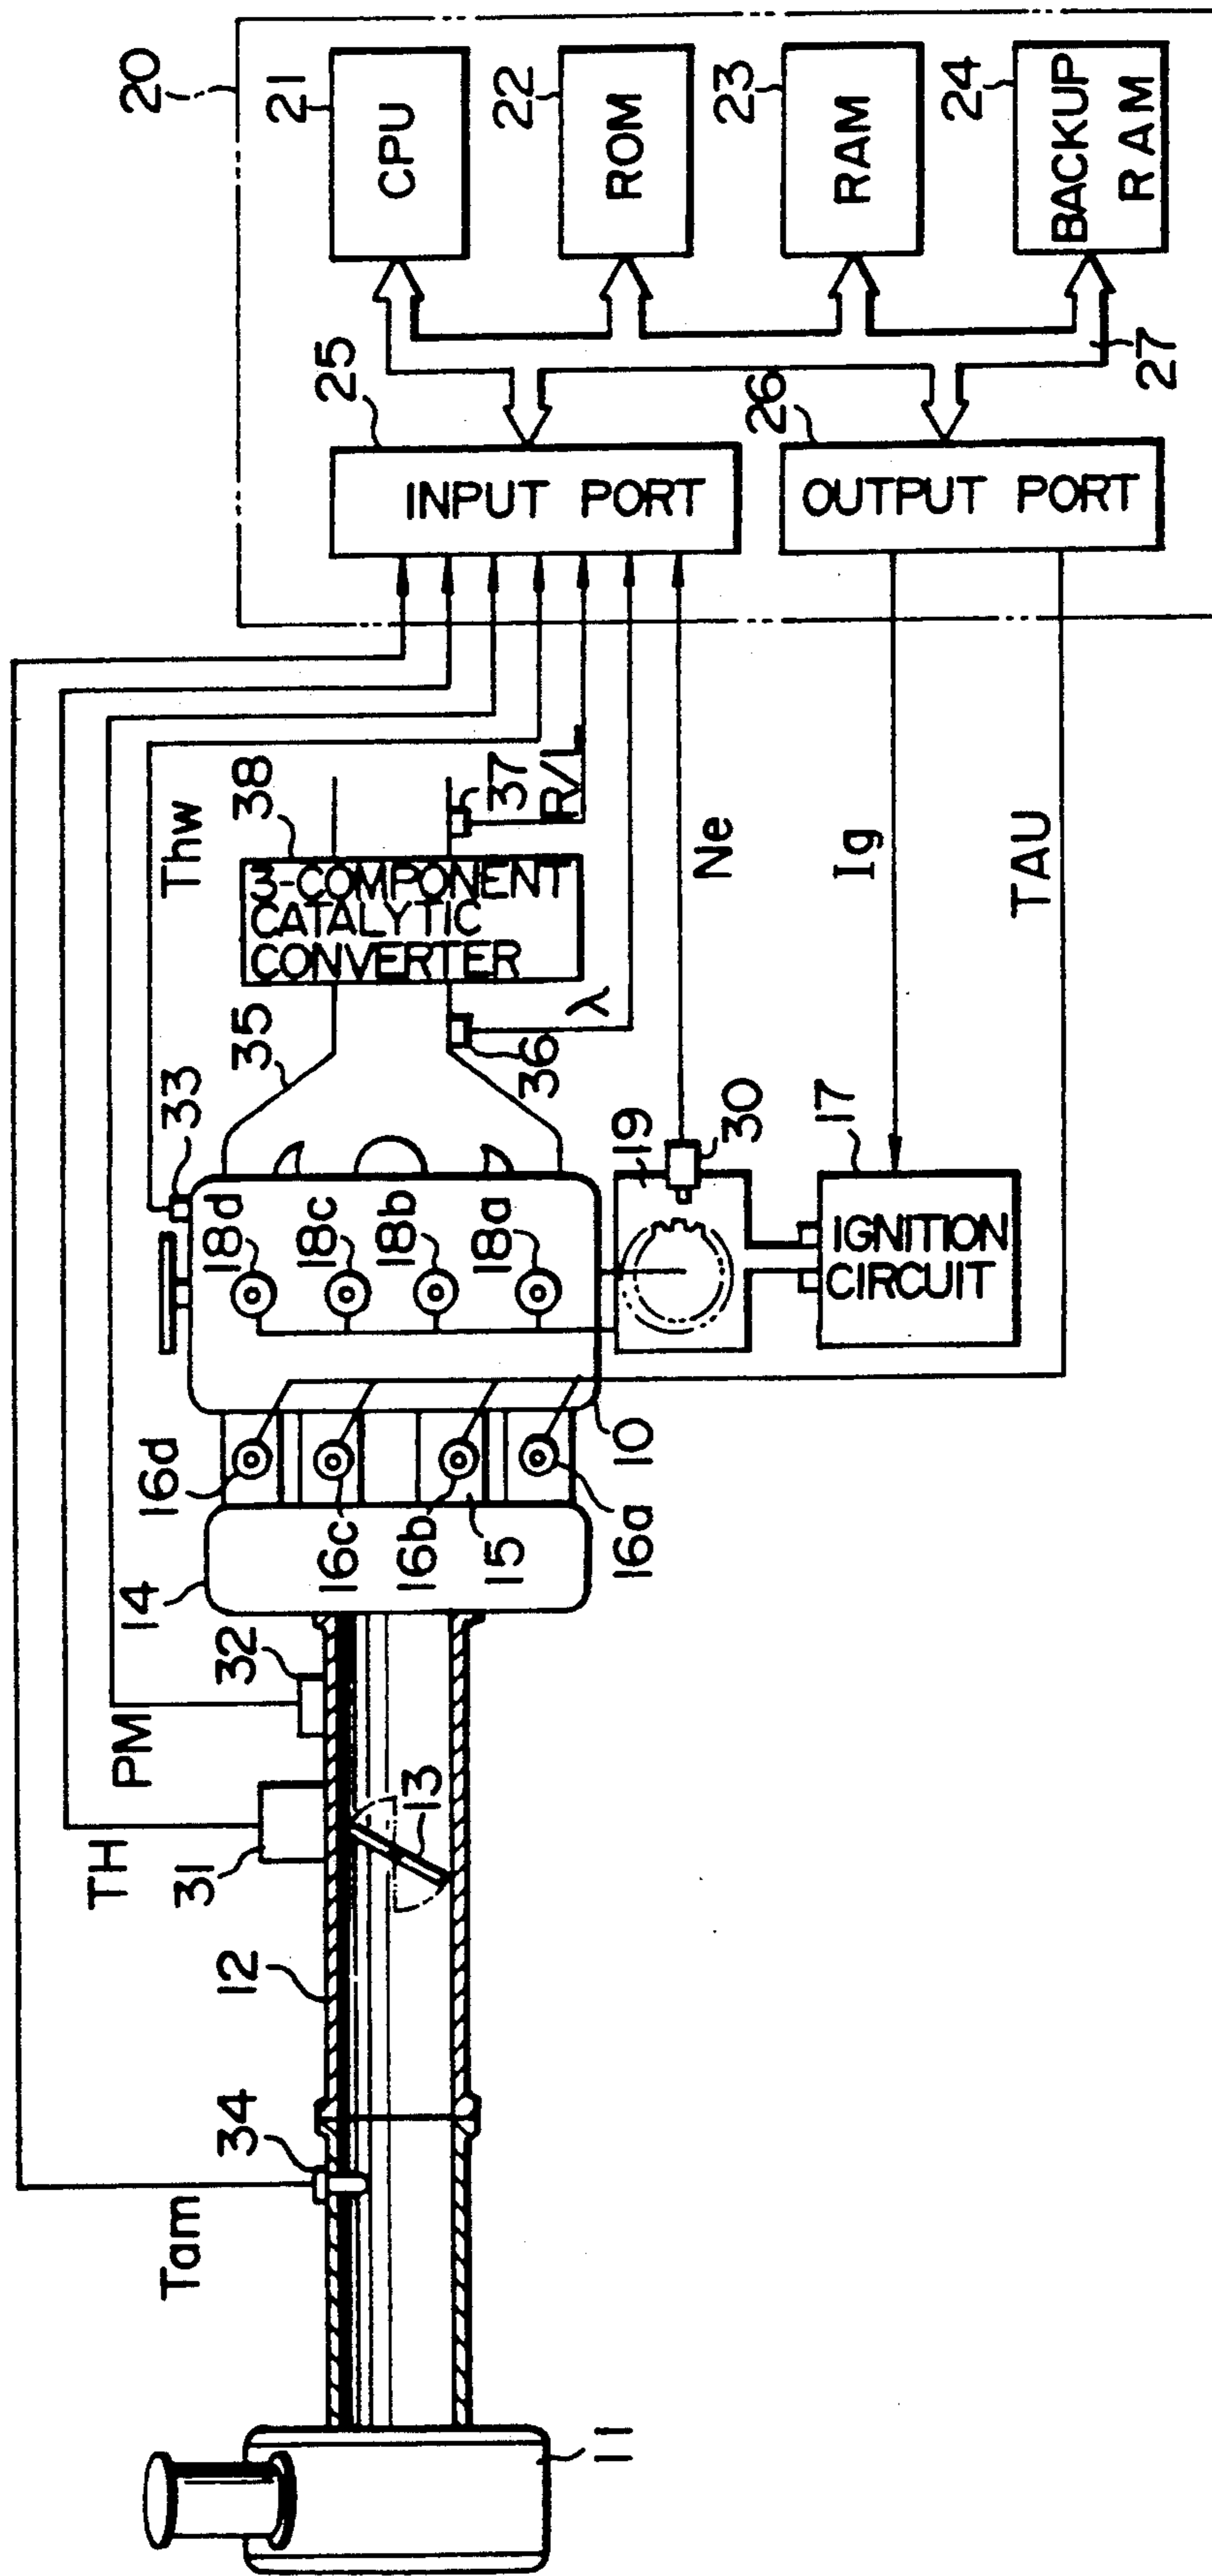 20
21
CPU
22
ROM
23
RAM
24
BACKUP
RAM
25
INPUT PORT
26
OUTPUT PORT
27
Thw
38
3-COMPONENT
CATALYTIC
CONVERTER
37
R/L
35
36
λ
Ne
Ig
TAU
33
18d
18c
18b
18a
19
30
17
IGNITION
CIRCUIT
16d
16c
16b
15
16a
10
14
32
PM
31
TH
13
12
34
Tam
11